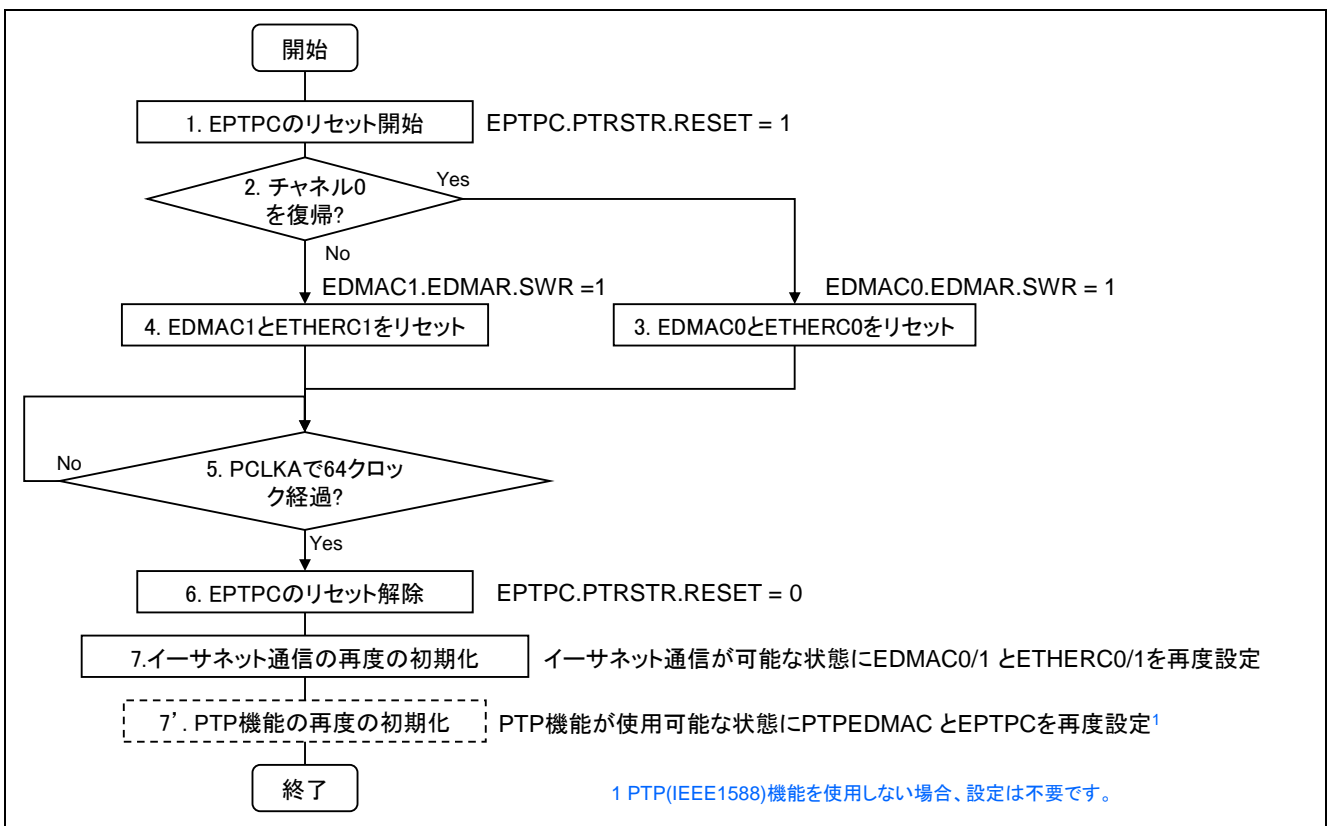 開始
1. EPTPCのリセット開始
EPTPC.PTRSTR.RESET = 1
2. チャネル0
を復帰?
Yes
No
EDMAC1.EDMAR.SWR =1
EDMAC0.EDMAR.SWR = 1
4. EDMAC1とETHERC1をリセット
3. EDMAC0とETHERC0をリセット
No
5. PCLKAで64クロッ
ク経過?
Yes
6. EPTPCのリセット解除
EPTPC.PTRSTR.RESET = 0
7.イーサネット通信の再度の初期化
イーサネット通信が可能な状態にEDMAC0/1 とETHERC0/1を再度設定
7’. PTP機能の再度の初期化
PTP機能が使用可能な状態にPTPEDMAC とEPTPCを再度設定1
終了
1 PTP(IEEE1588)機能を使用しない場合、設定は不要です。